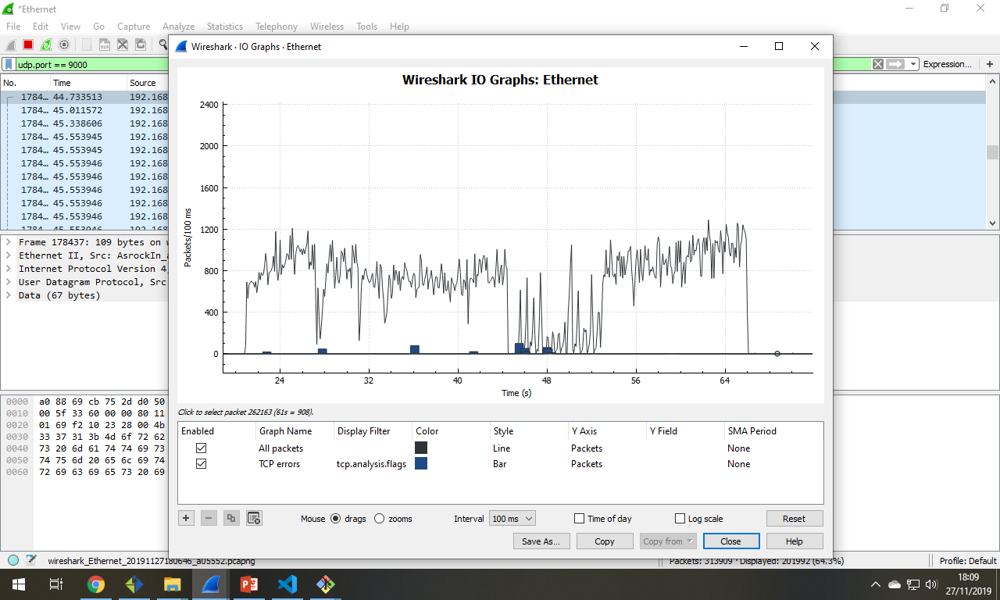 *Ethernet
File Edit View Go Capture Analyze Statistics Telephony Wireless Tools Help
udp.port == 9000
Expression…
No. Time Source
1784… 44.733513 192.168
1784… 45.011572 192.168
1784… 45.338606 192.168
1784… 45.553945 192.168
1784… 45.553945 192.168
1784… 45.553946 192.168
1784… 45.553946 192.168
1784… 45.553946 192.168
1784… 45.553946 192.168
1784… 45.553946 192.168
1784… 45.553946 192.168
Frame 178437: 109 bytes on w
Ethernet II, Src: AsrockIn_a
Internet Protocol Version 4,
User Datagram Protocol, Src
Data (67 bytes)
0000 a0 88 69 cb 75 2d d0 50
0010 00 5f 33 60 00 00 80 11
0020 01 69 f2 10 23 28 00 4b
0030 33 37 31 3b 4d 6f 72 62
0040 73 20 6d 61 74 74 69 73
0050 74 75 6d 20 65 6c 69 74
0060 72 69 63 69 65 73 20 69
Wireshark · IO Graphs · Ethernet
Wireshark IO Graphs: Ethernet
Packets/100 ms
2400
2000
1600
1200
800
400
0
24 32 40 48 56 64
Time (s)
Click to select packet 262163 (61s = 908).
Enabled Graph Name Display Filter Color Style Y Axis Y Field SMA Period
All packets Line Packets None
TCP errors tcp.analysis.flags Bar Packets None
Mouse drags zooms Interval 100 ms Time of day Log scale Reset
Save As… Copy Copy from Close Help
wireshark_Ethernet_20191127180646_a05552.pcapng
Packets: 313909 · Displayed: 201992 (64.3%)
Profile: Default
18:09
27/11/2019